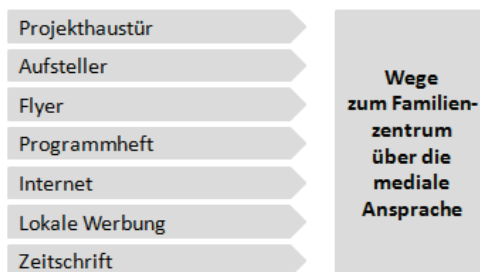 Projekthaustür
Aufsteller
Flyer
Programmheft
Internet
Lokale Werbung
Zeitschrift
Wege
zum Familien-
zentrum
über die
mediale
Ansprache